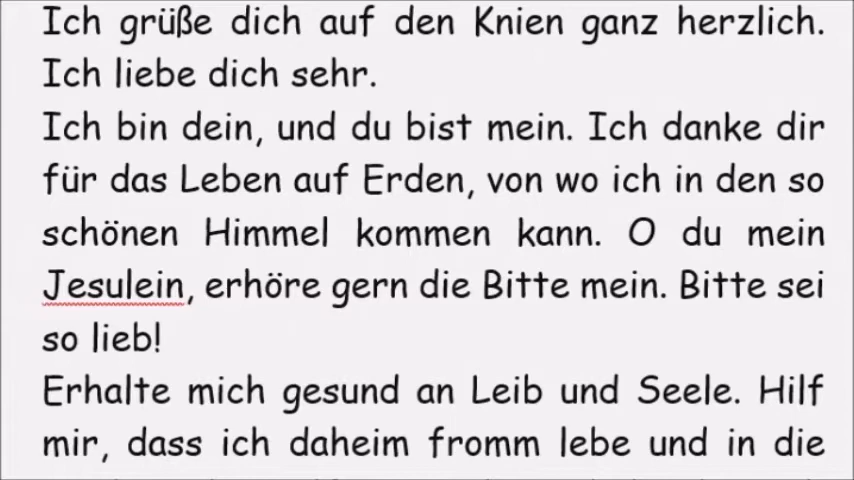 Ich grüße dich auf den Knien ganz herzlich.
Ich liebe dich sehr.
Ich bin dein, und du bist mein. Ich danke dir
für das Leben auf Erden, von wo ich in den so
schönen Himmel kommen kann. O du mein
Jesulein, erhöre gern die Bitte mein. Bitte sei
so lieb!
Erhalte mich gesund an Leib und Seele. Hilf
mir, dass ich daheim fromm lebe und in die